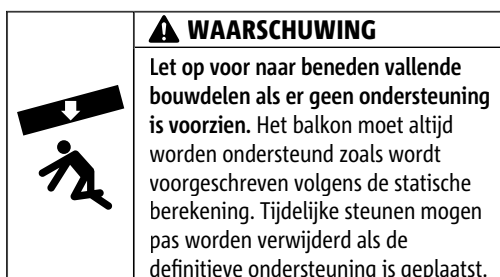 WAARSCHUWING
Let op voor naar beneden vallende
bouwdelen als er geen ondersteuning
is voorzien. Het balkon moet altijd
worden ondersteund zoals wordt
voorgeschreven volgens de statische
berekening. Tijdelijke steunen mogen
pas worden verwijderd als de
definitieve ondersteuning is geplaatst.